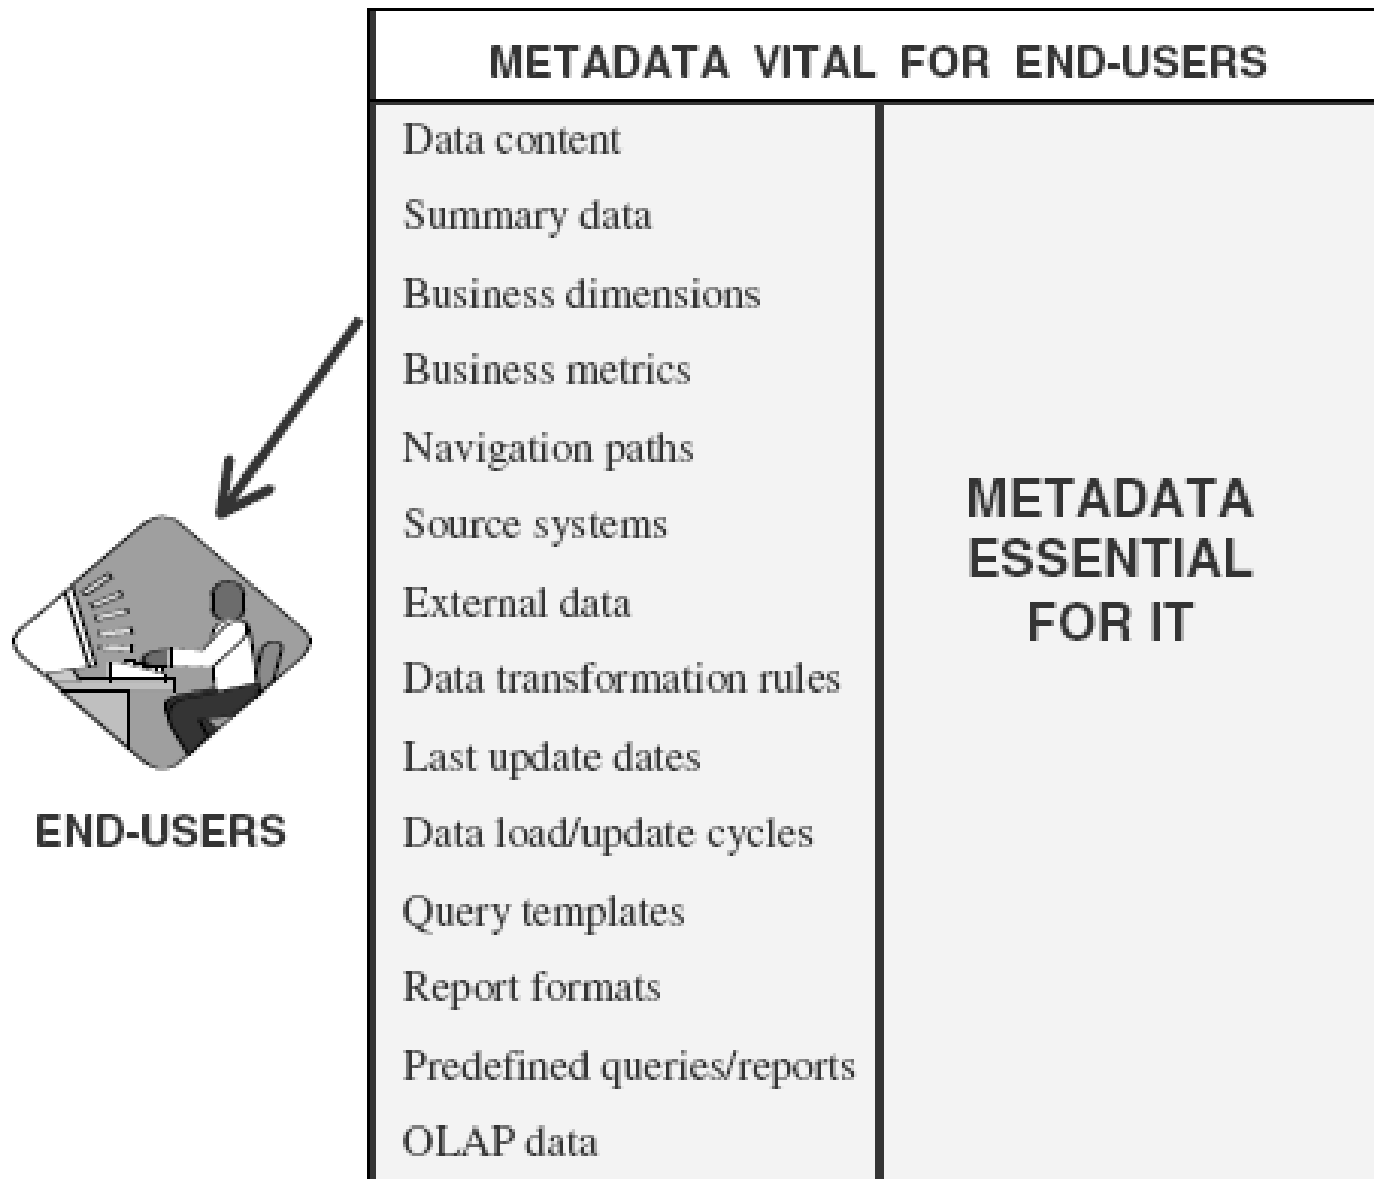 METADATA VITAL FOR END-USERS
Data content
Summary data
Business dimensions
Business metrics
Navigation paths
Source systems
External data
Data transformation rules
Last update dates
Data load/update cycles
Query templates
Report formats
Predefined queries/reports
OLAP data
METADATA
ESSENTIAL
FOR IT
END-USERS